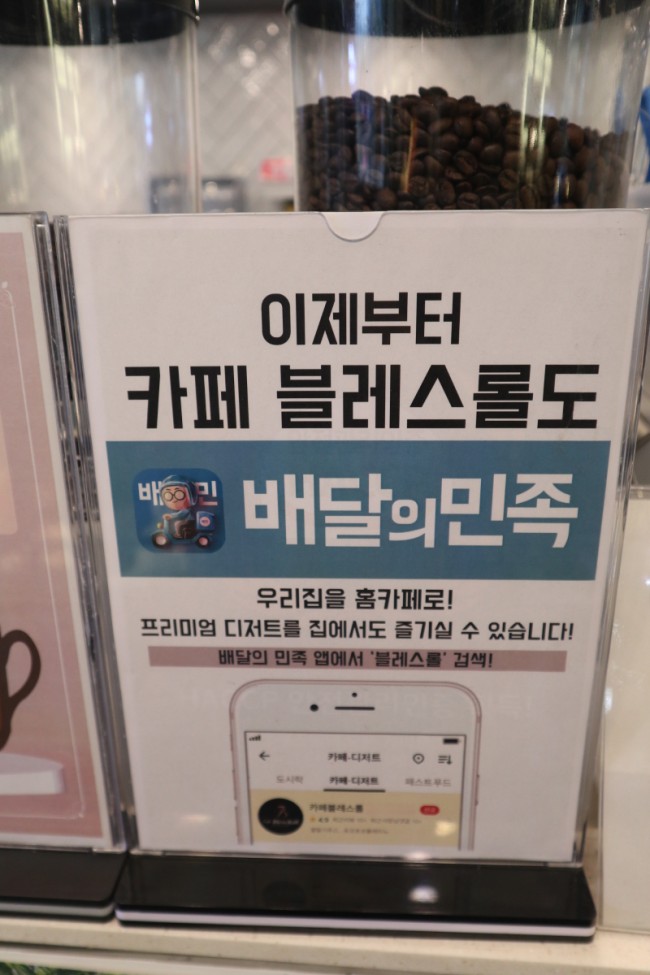 이제부터
카페 블레스롤도
배민
배달의민족
우리집을 홈카페로!
프리미엄 디저트를 집에서도 즐기실 수 있습니다!
배달의 민족 앱에서 '블레스롤' 검색!
카페·디저트
도시락 카페·디저트 패스트푸드
카페블레스롤